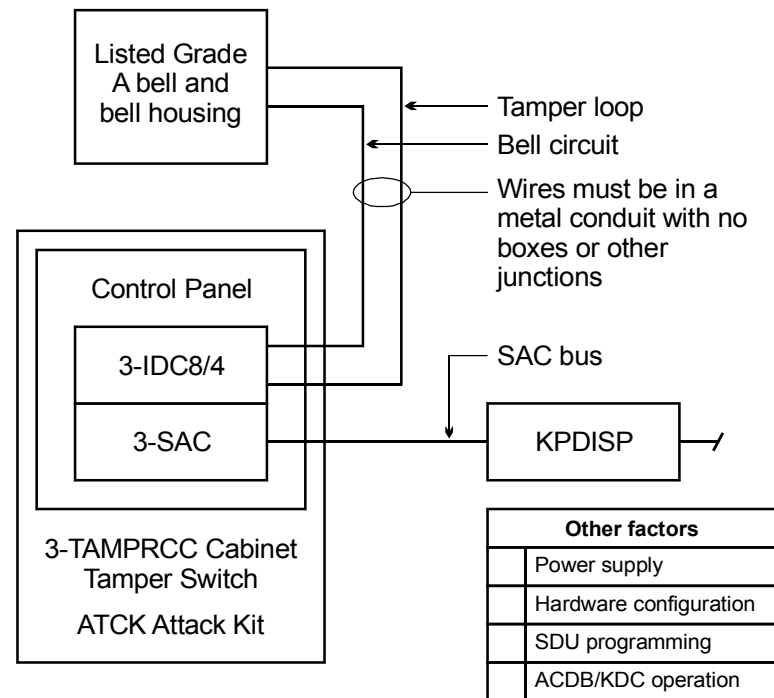 Listed Grade
A bell and
bell housing
Tamper loop
Bell circuit
Wires must be in a
metal conduit with no
boxes or other
junctions
Control Panel
3-IDC8/4
3-SAC
SAC bus
KPDISP
3-TAMPRCC Cabinet
Tamper Switch
ATCK Attack Kit
Other factors
Power supply
Hardware configuration
SDU programming
ACDB/KDC operation